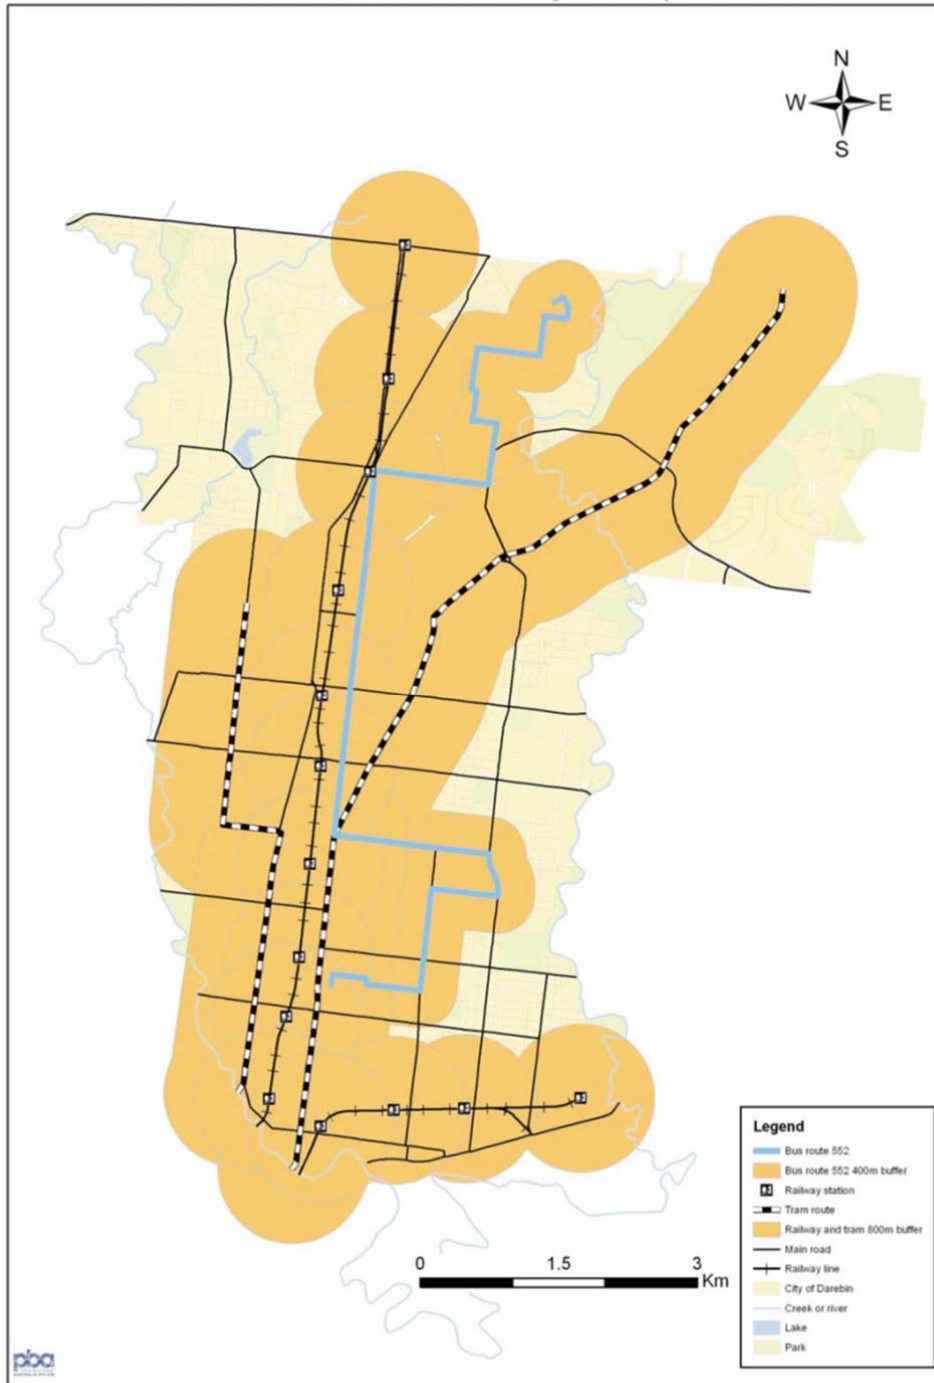 N
W E
S
0 1.5 3
Km
Legend
Bus route 552
Bus route 552 400m buffer
Railway station
Tram route
Railway and tram 800m buffer
Main road
Railway line
City of Darebin
Creek or river
Lake
Park
pba